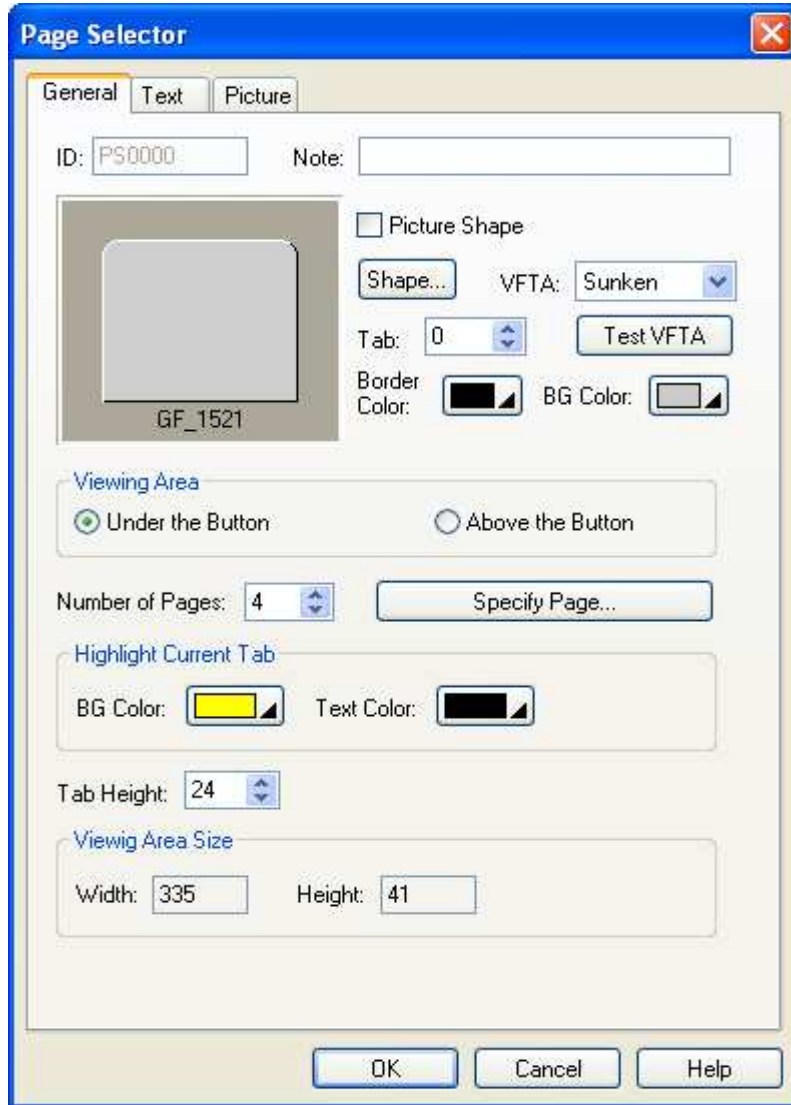 Page Selector
General Text Picture
ID: PS0000 Note:
Picture Shape
Shape... VFTA: Sunken
Tab: 0 Test VFTA
Border Color: BG Color:
GF_1521
Viewing Area
Under the Button Above the Button
Number of Pages: 4 Specify Page...
Highlight Current Tab
BG Color: Text Color:
Tab Height: 24
Viewig Area Size
Width: 335 Height: 41
OK Cancel Help